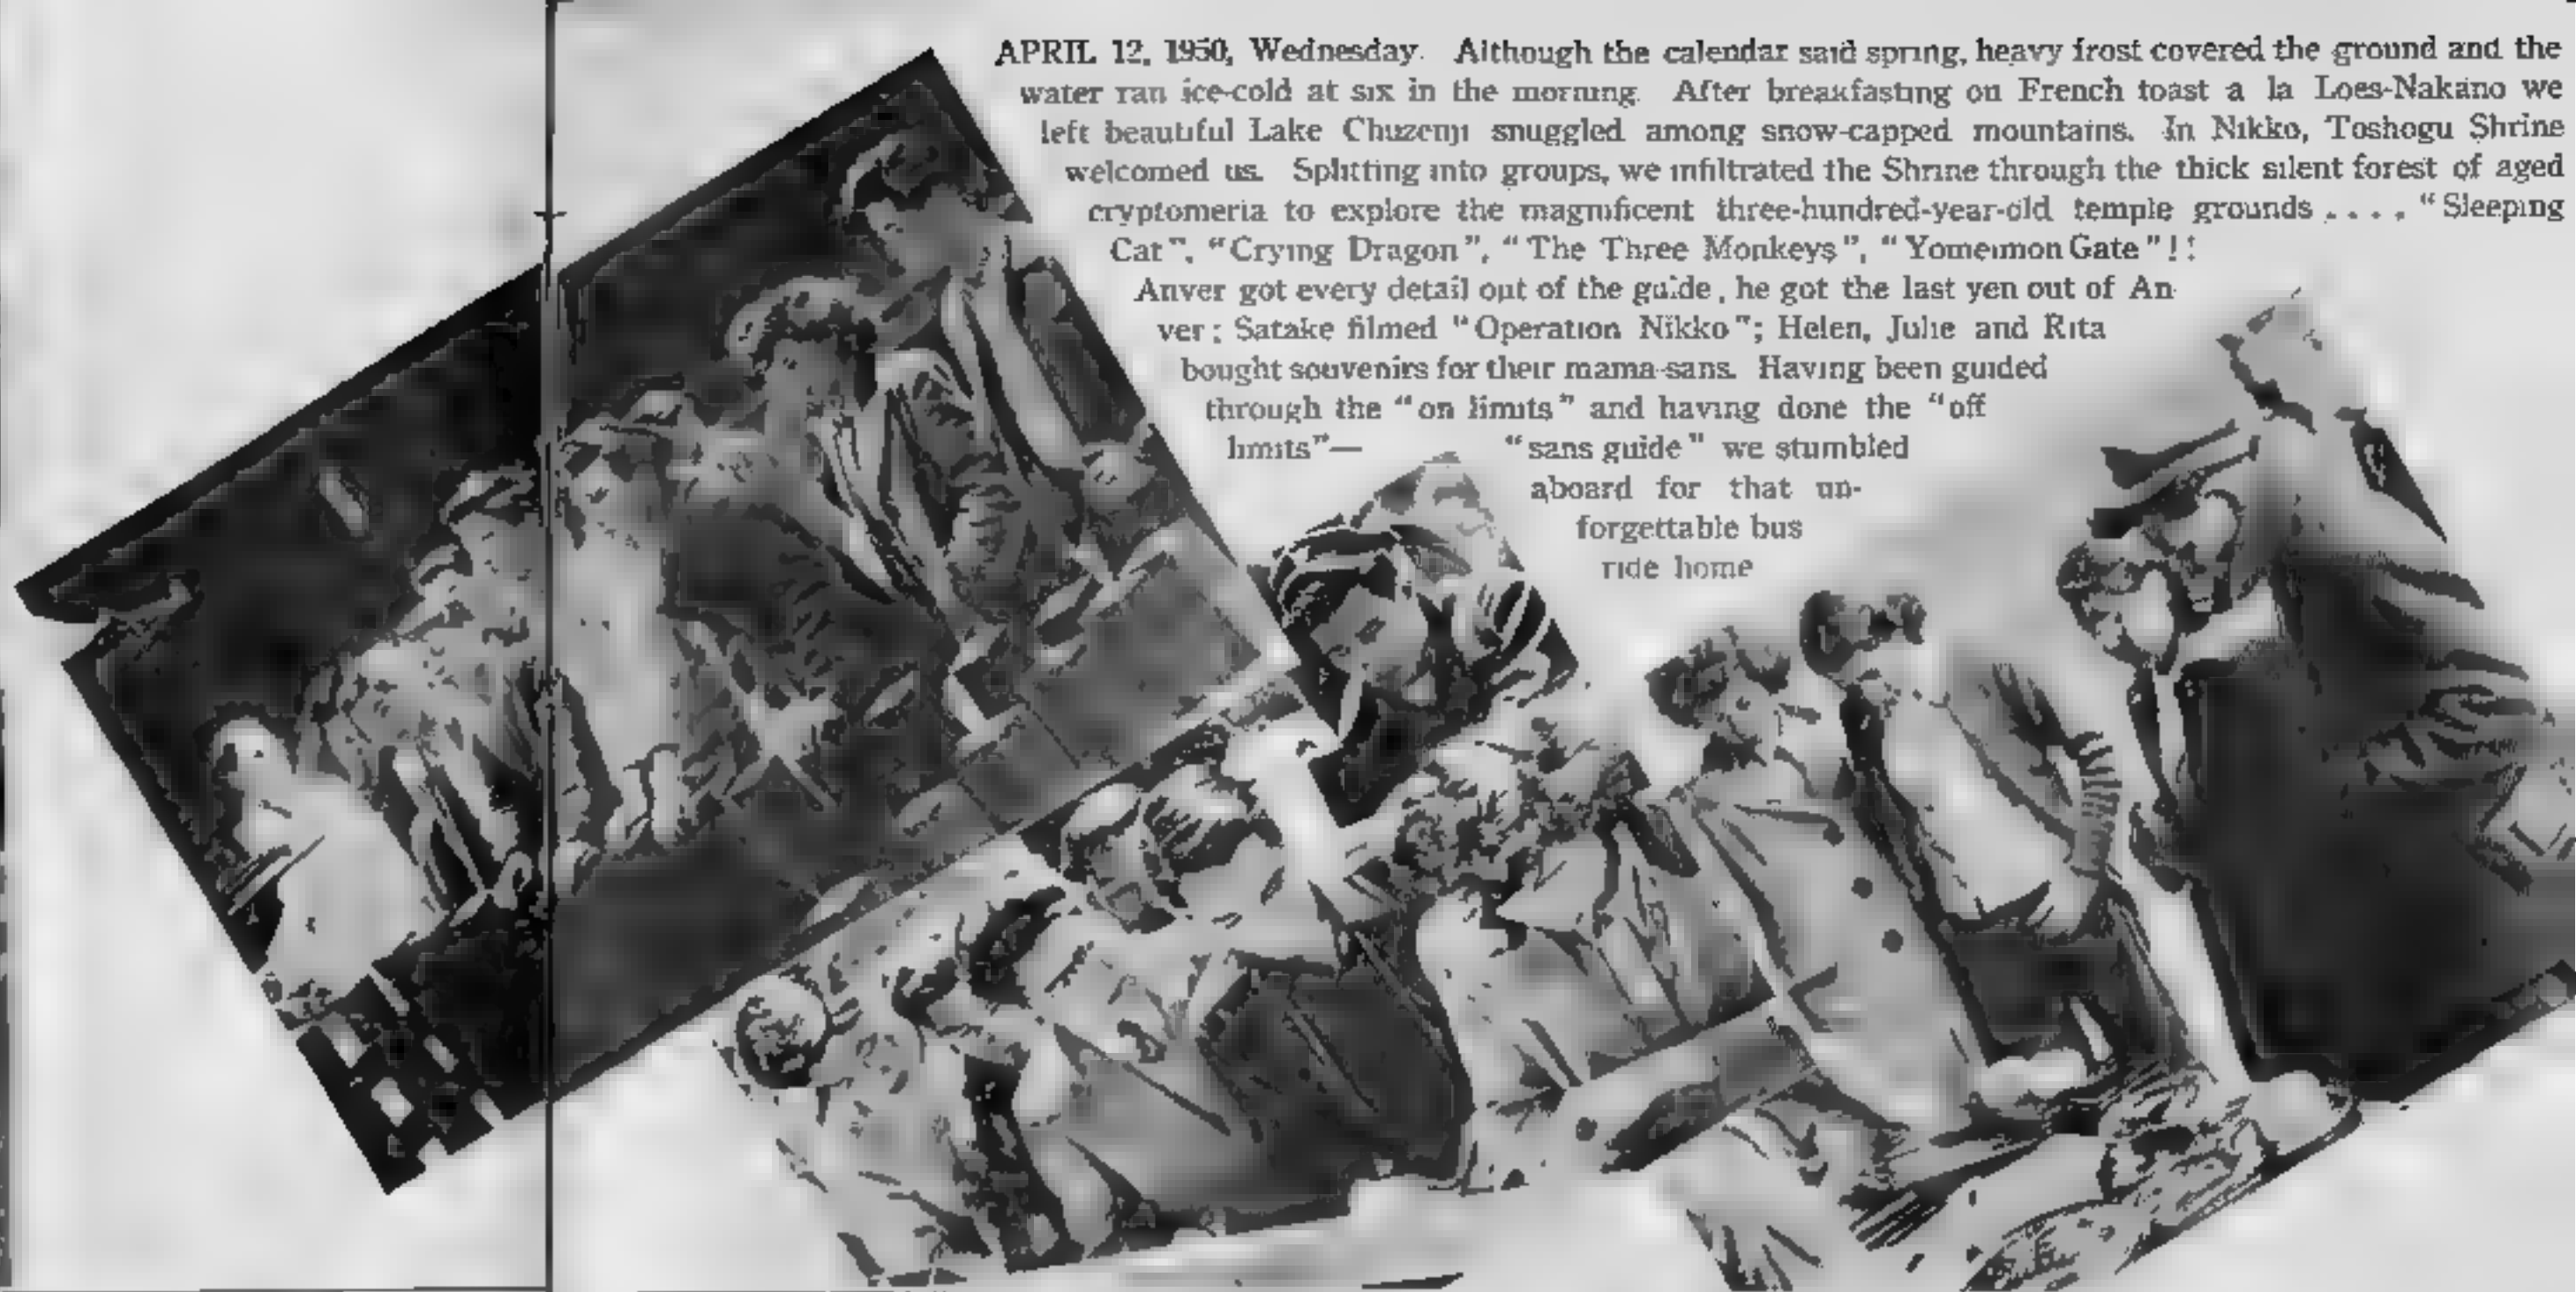 APRIL 12, 1950, Wednesday. Although the calendar said spring, heavy frost covered the ground and the
water ran ice-cold at six in the morning. After breakfasting on French toast a la Loes-Nakano we
left beautiful Lake Chuzenji snuggled among snow-capped mountains. In Nikko, Toshogu Shrine
welcomed us. Splitting into groups, we infiltrated the Shrine through the thick silent forest of aged
cryptomeria to explore the magnificent three-hundred-year-old temple grounds . . . . "Sleeping
Cat", "Crying Dragon", "The Three Monkeys", "Yomeimon Gate"!!
Anver got every detail out of the guide, he got the last yen out of An-
ver; Satake filmed "Operation Nikko"; Helen, Julie and Rita
bought souvenirs for their mama-sans. Having been guided
through the "on limits" and having done the "off
limits"— "sans guide" we stumbled
aboard for that un-
forgettable bus
ride home